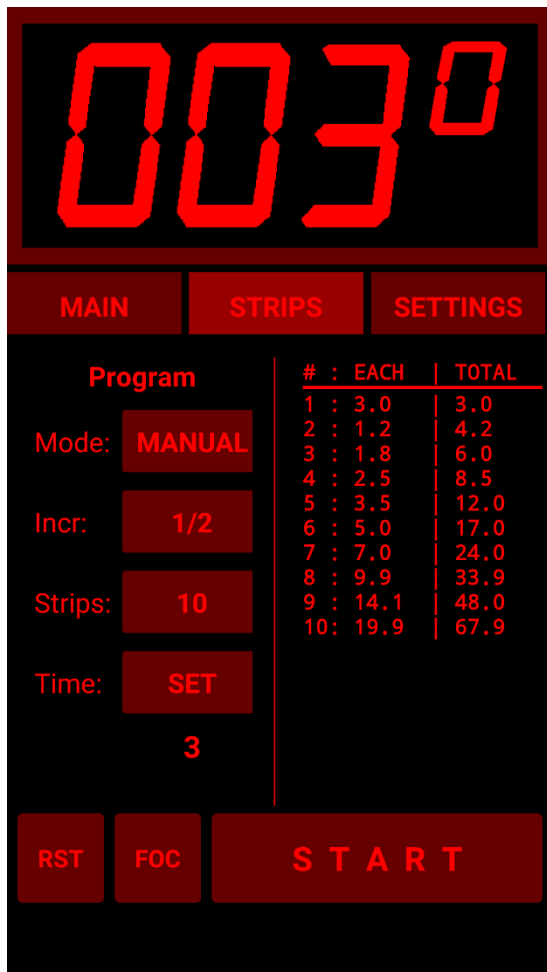 003⁰
MAIN STRIPS SETTINGS
Program
Mode: MANUAL
Incr: 1/2
Strips: 10
Time: SET
3
# : EACH | TOTAL
1 : 3.0 | 3.0
2 : 1.2 | 4.2
3 : 1.8 | 6.0
4 : 2.5 | 8.5
5 : 3.5 | 12.0
6 : 5.0 | 17.0
7 : 7.0 | 24.0
8 : 9.9 | 33.9
9 : 14.1 | 48.0
10: 19.9 | 67.9
RST FOC S T A R T